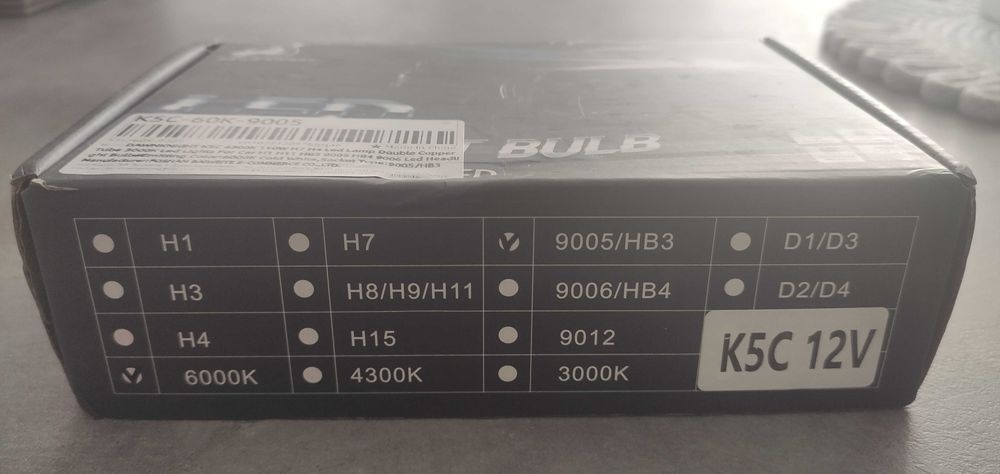 LED
K5C-60K-9005
T BULB
H1 H7 9005/HB3 D1/D3
H3 H8/H9/H11 9006/HB4 D2/D4
H4 H15 9012
6000K 4300K 3000K
K5C 12V